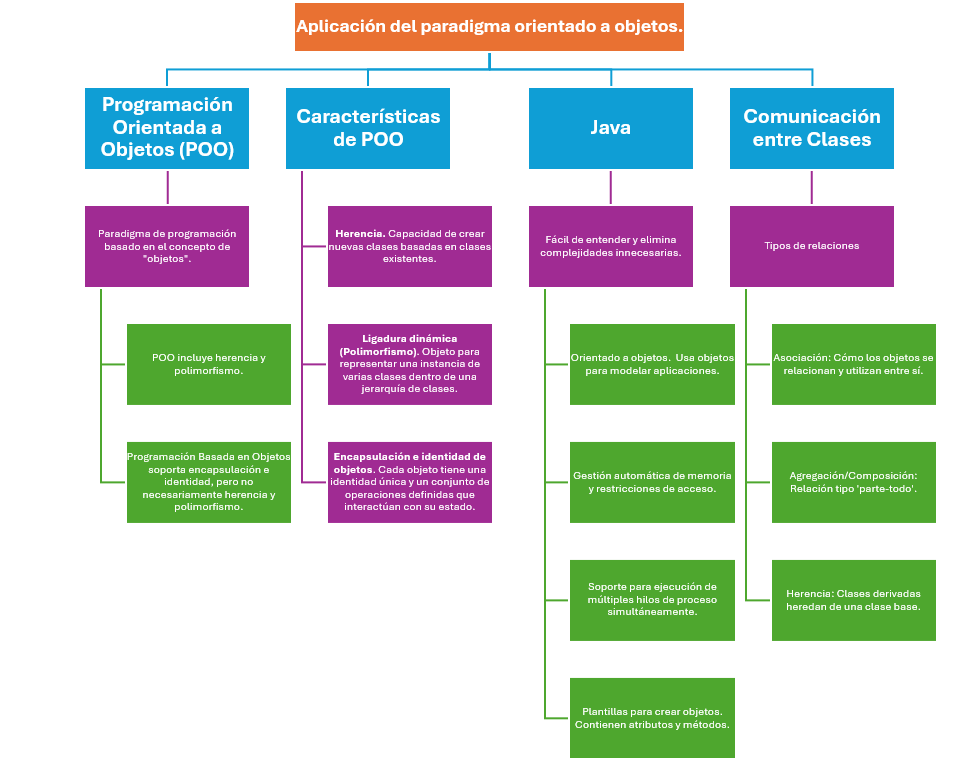 Aplicación del paradigma orientado a objetos.
Programación
Orientada a
Objetos (POO)
Paradigma de programación
basado en el concepto de
"objetos".
POO incluye herencia y
polimorfismo.
Programación Basada en Objetos
soporta encapsulación e
identidad, pero no
necesariamente herencia y
polimorfismo.
Características
de POO
Herencia. Capacidad de crear
nuevas clases basadas en clases
existentes.
Ligadura dinámica
(Polimorfismo). Objeto para
representar una instancia de
varias clases dentro de una
jerarquía de clases.
Encapsulación e identidad de
objetos. Cada objeto tiene una
identidad única y un conjunto de
operaciones definidas que
interactúan con su estado.
Java
Fácil de entender y elimina
complejidades innecesarias.
Orientado a objetos. Usa objetos
para modelar aplicaciones.
Gestión automática de memoria
y restricciones de acceso.
Soporte para ejecución de
múltiples hilos de proceso
simultáneamente.
Plantillas para crear objetos.
Contienen atributos y métodos.
Comunicación
entre Clases
Tipos de relaciones
Asociación: Cómo los objetos se
relacionan y utilizan entre sí.
Agregación/Composición:
Relación tipo 'parte-todo'.
Herencia: Clases derivadas
heredan de una clase base.